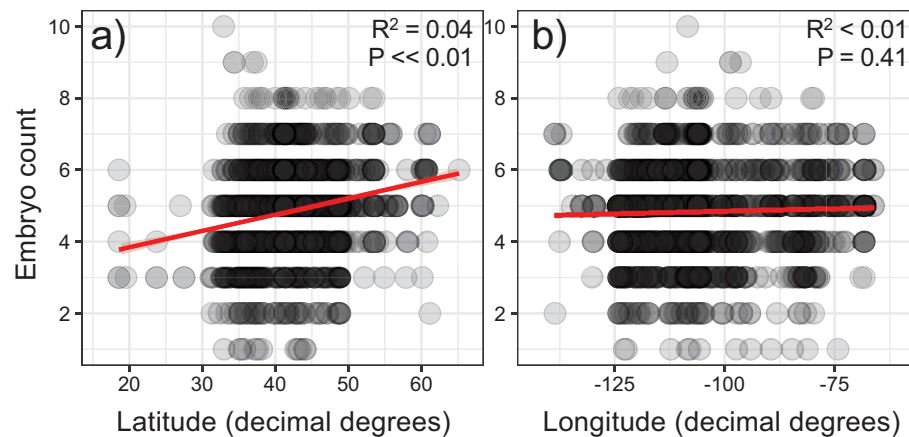 a)
R² = 0.04
P << 0.01
b)
R² < 0.01
P = 0.41
Embryo count
10
8
6
4
2
20 30 40 50 60
-125 -100 -75
Latitude (decimal degrees)
Longitude (decimal degrees)